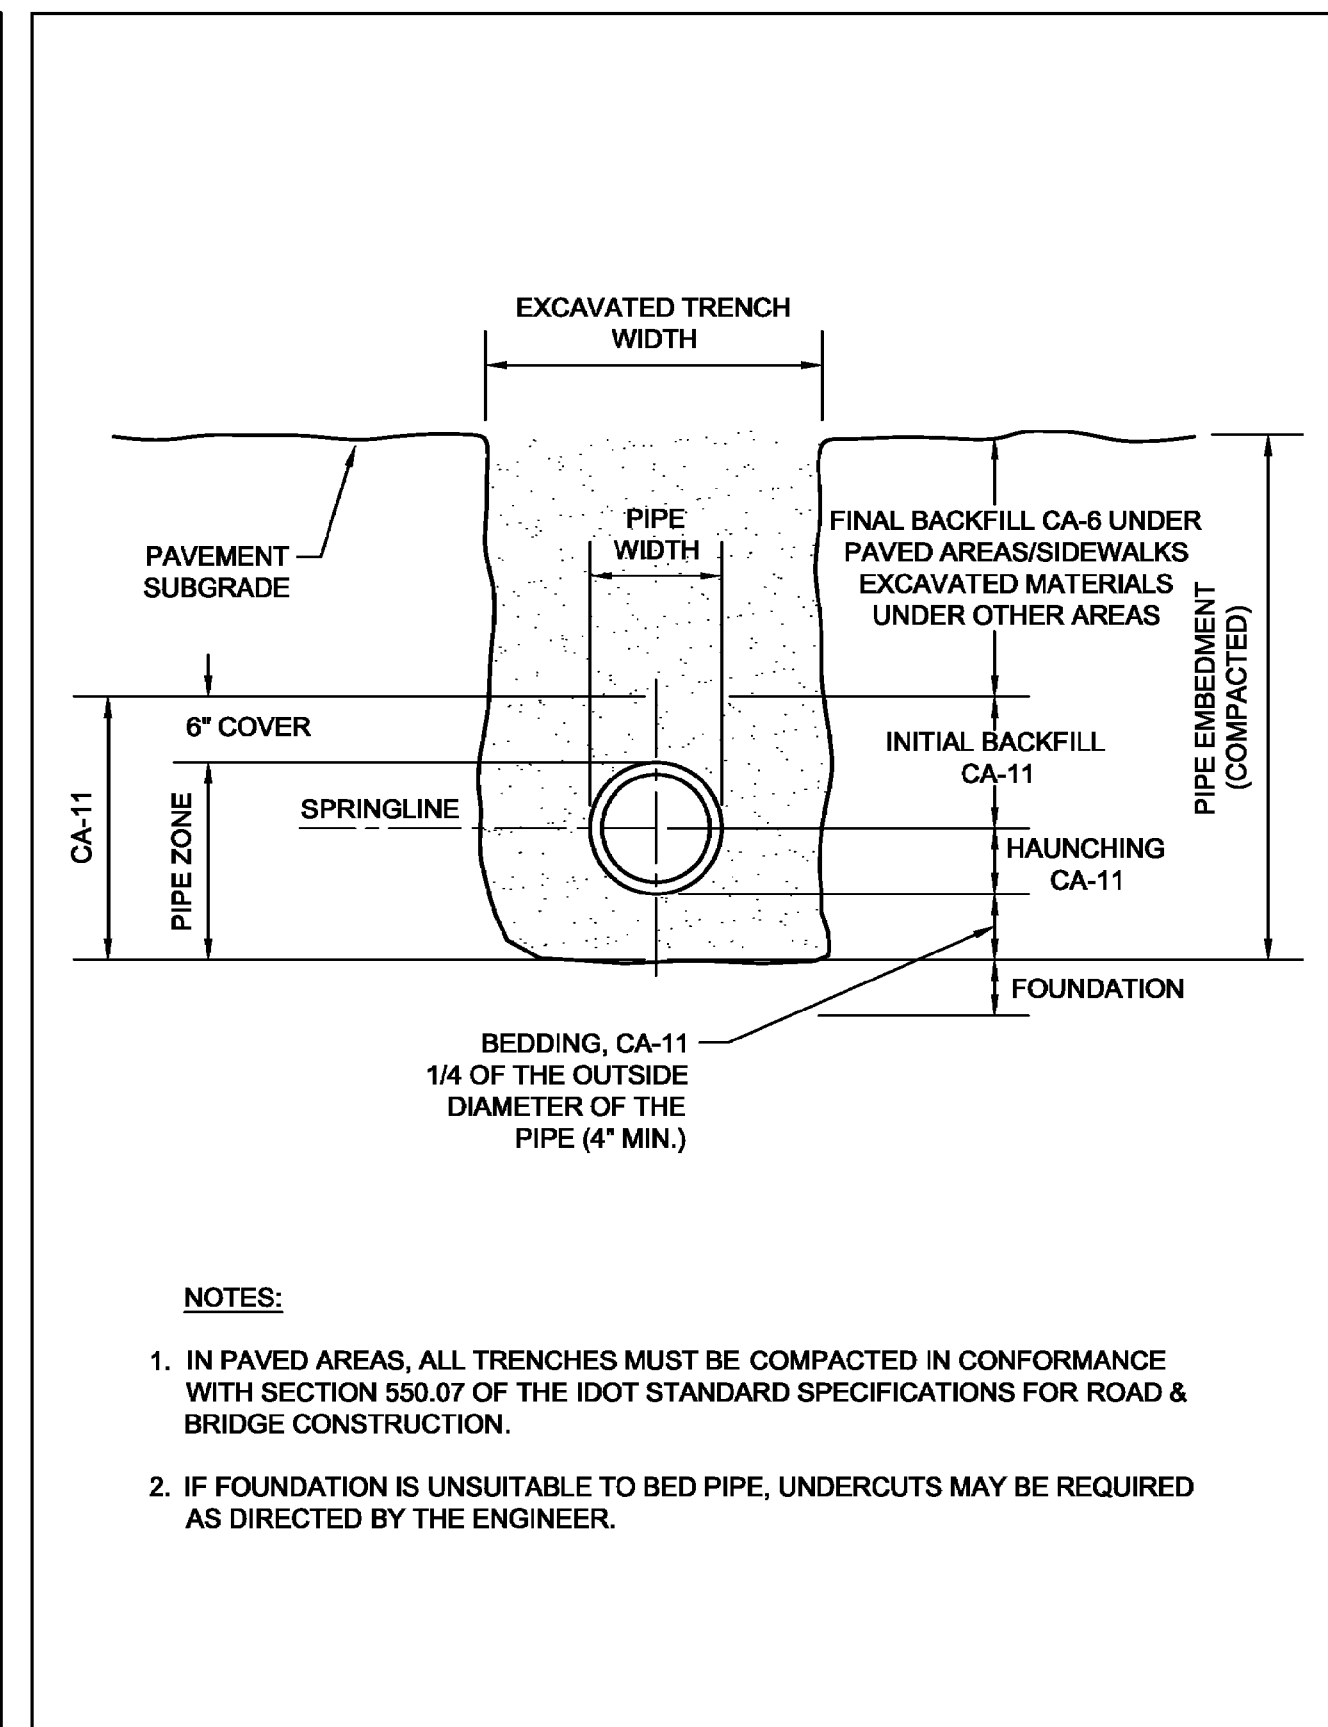 EXCAVATED TRENCH
WIDTH
PIPE
WIDTH
FINAL BACKFILL CA-6 UNDER
PAVED AREAS/SIDEWALKS
EXCAVATED MATERIALS
UNDER OTHER AREAS
PAVEMENT
SUBGRADE
PIPE EMBEDMENT
(COMPACTED)
6" COVER
INITIAL BACKFILL
CA-11
CA-11
PIPE ZONE
SPRINGLINE
HAUNCHING
CA-11
FOUNDATION
BEDDING, CA-11
1/4 OF THE OUTSIDE
DIAMETER OF THE
PIPE (4" MIN.)
NOTES:
1. IN PAVED AREAS, ALL TRENCHES MUST BE COMPACTED IN CONFORMANCE
WITH SECTION 550.07 OF THE IDOT STANDARD SPECIFICATIONS FOR ROAD &
BRIDGE CONSTRUCTION.
2. IF FOUNDATION IS UNSUITABLE TO BED PIPE, UNDERCUTS MAY BE REQUIRED
AS DIRECTED BY THE ENGINEER.